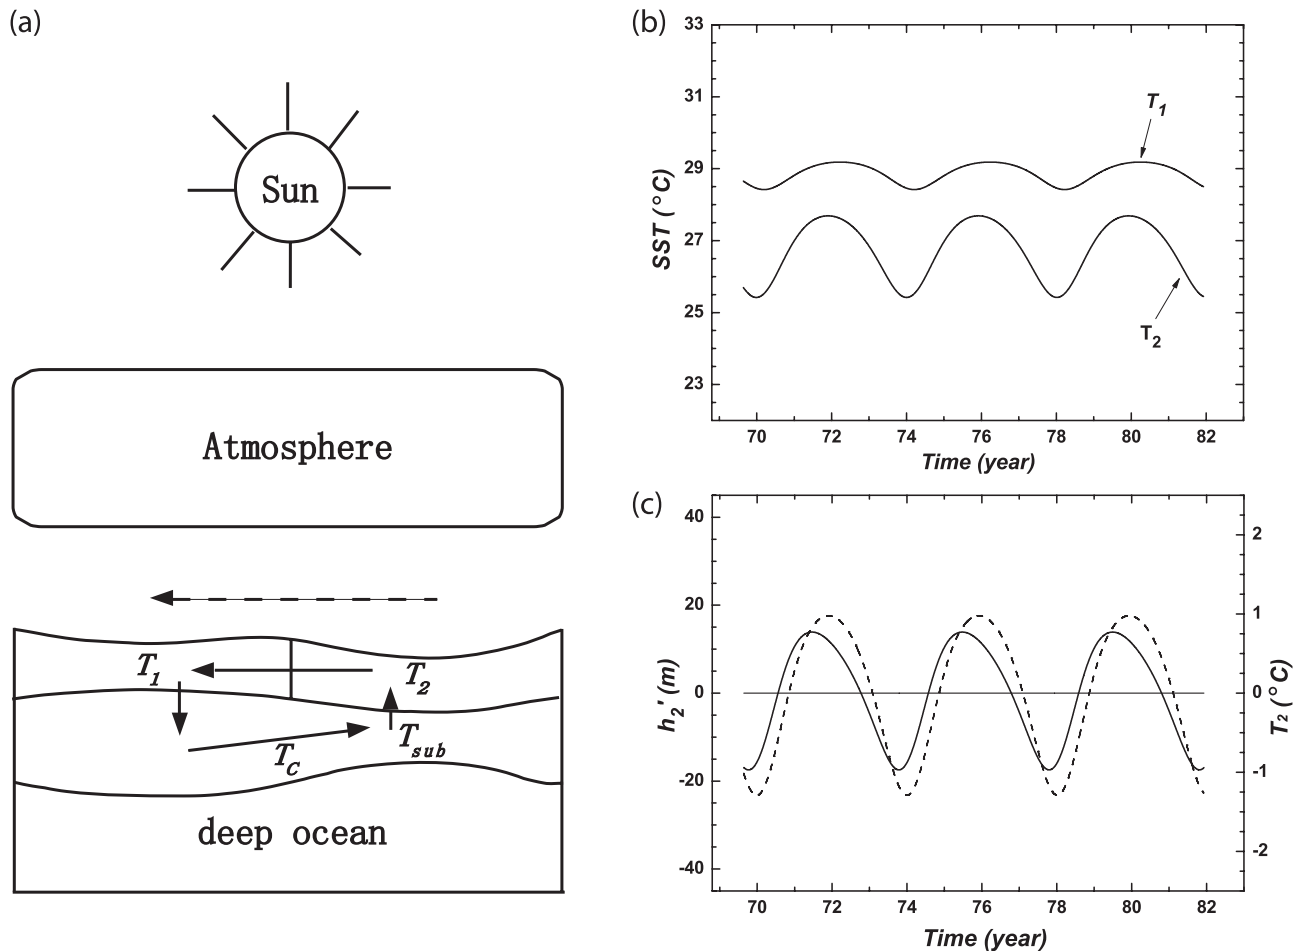 (a)
Sun
Atmosphere
T1
T2
Tsub
TC
deep ocean
(b)
SST (°C)
33
31
29
27
25
23
T1
T2
70 72 74 76 78 80 82
Time (year)
(c)
h2' (m)
40
20
0
-20
-40
2
1
0
-1
-2
T2 (°C)
70 72 74 76 78 80 82
Time (year)